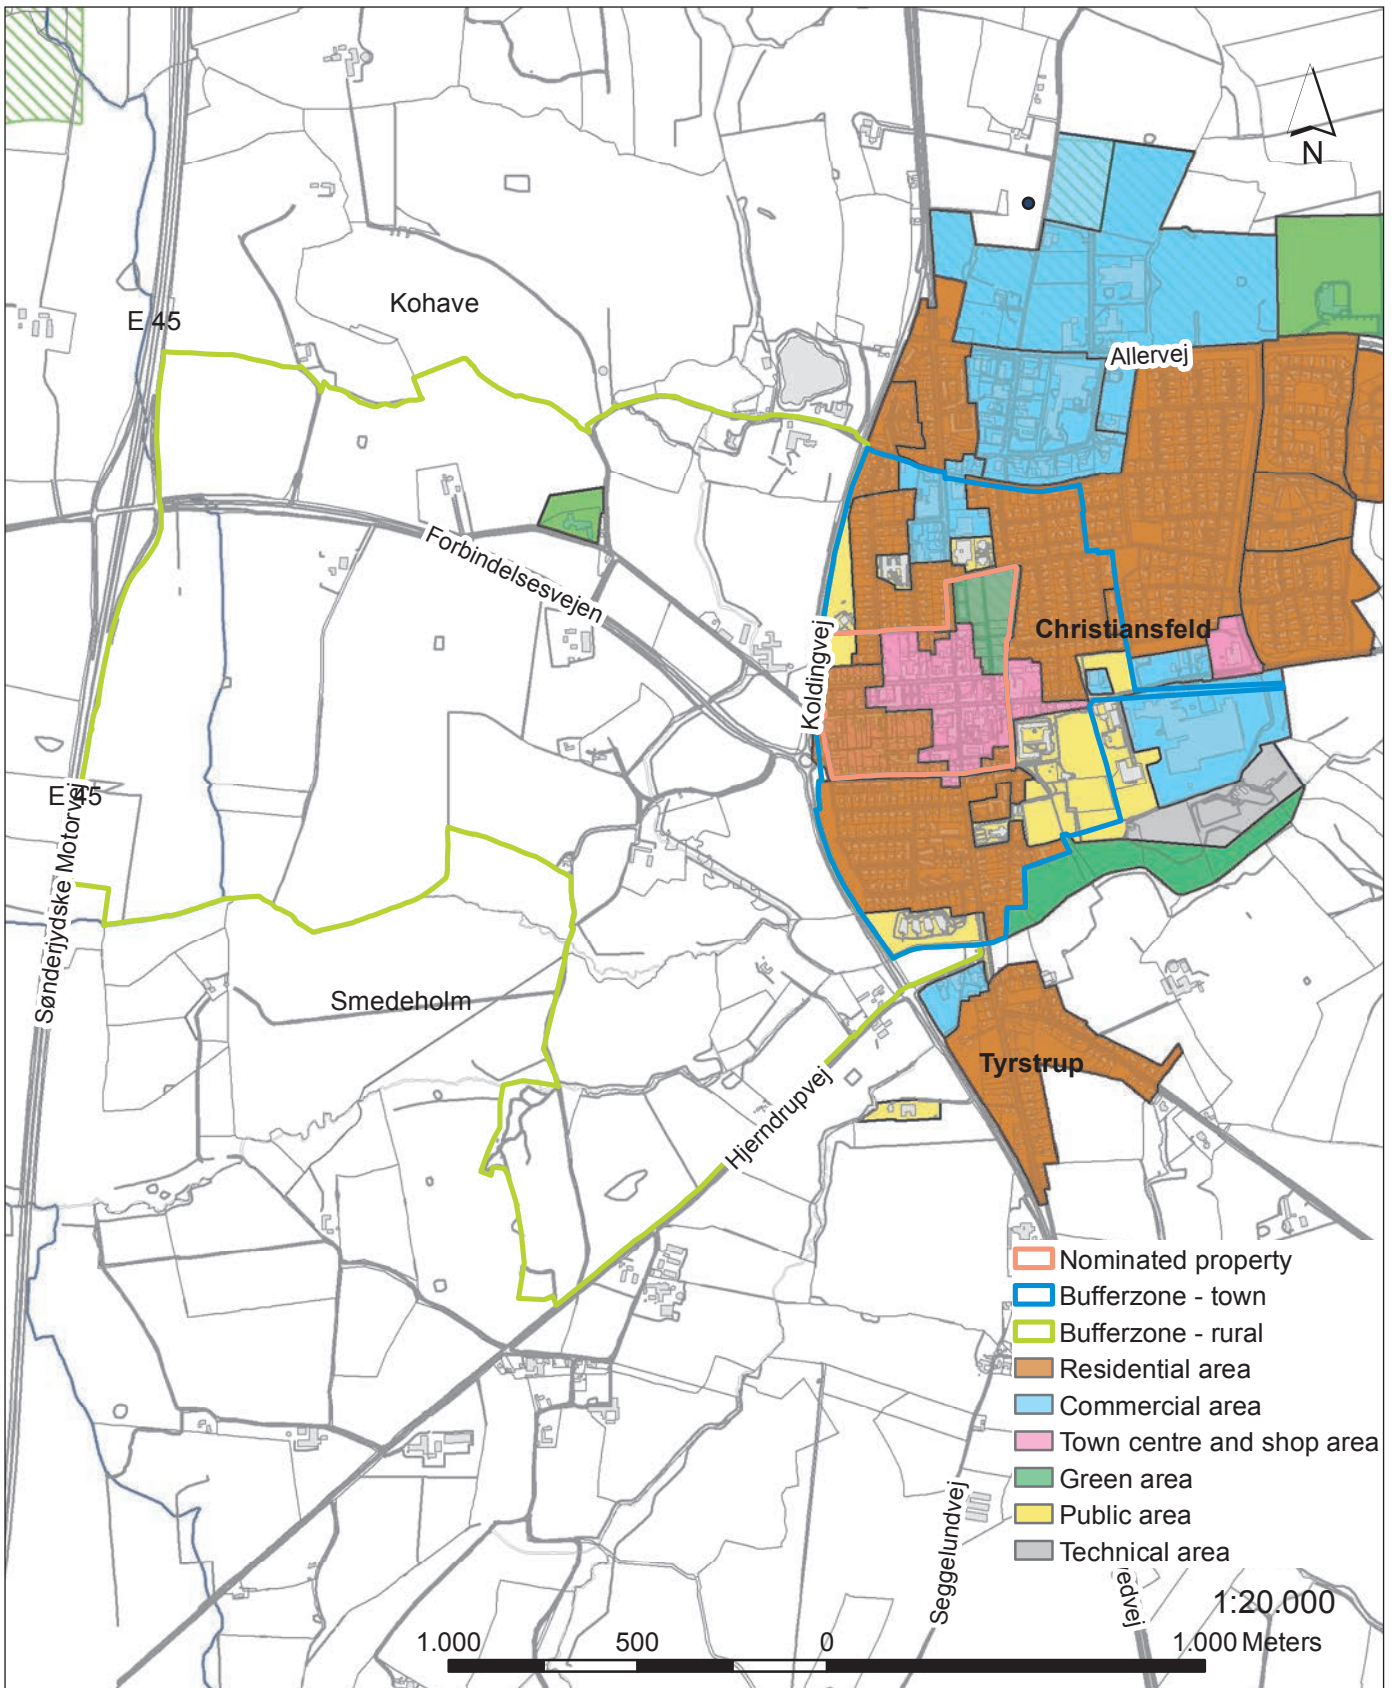 N
Kohave
E 45
Allervej
Forbindelsesvejen
Christiansfeld
Koldingvej
E 45
Sønderjydske Motorvej
Smedeholm
Tyrstrup
Hjerndrupvej
Nominated property
Bufferzone - town
Bufferzone - rural
Residential area
Commercial area
Town centre and shop area
Green area
Public area
Technical area
Seggelundvej
edvej
1:20.000
1.000 500 0 1.000 Meters